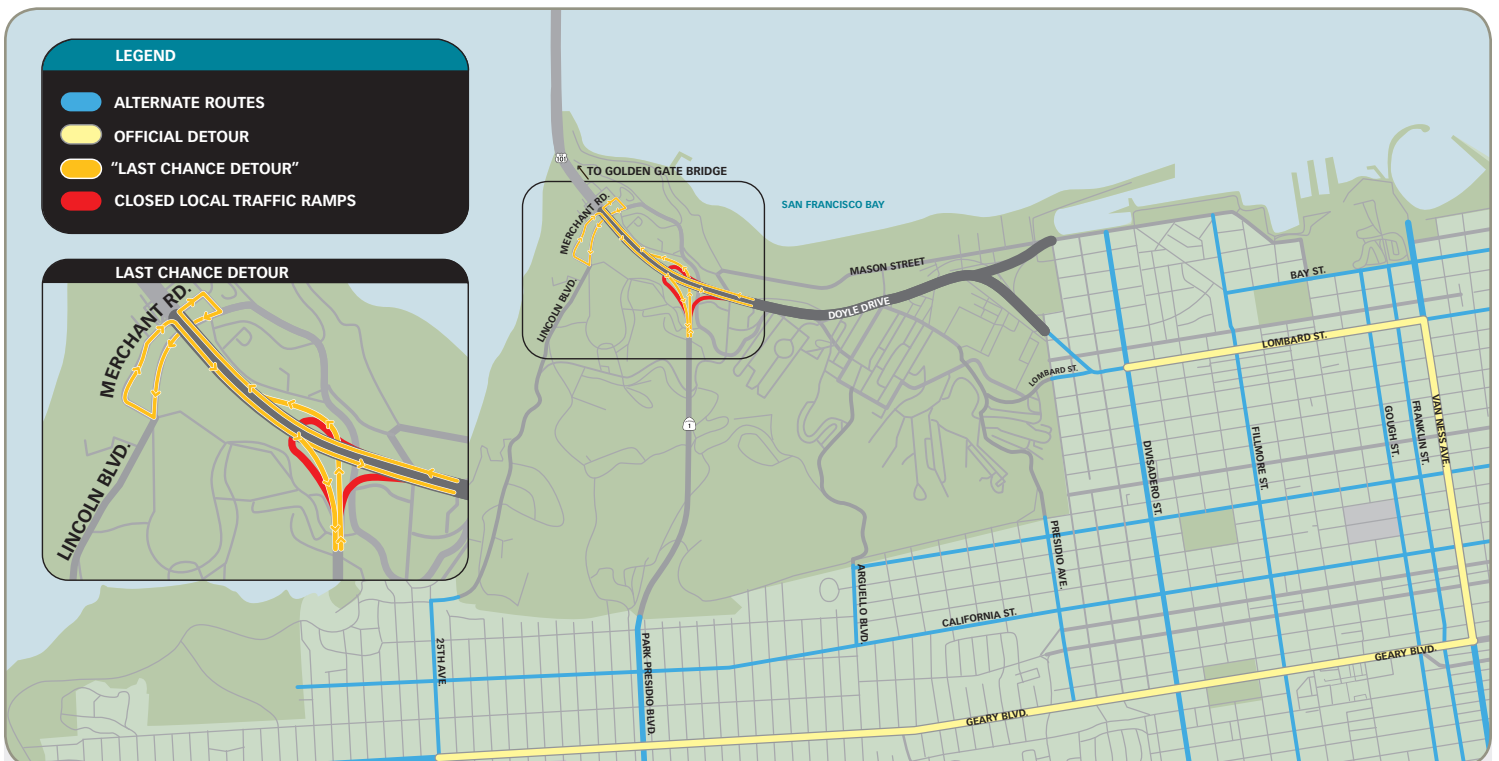 LEGEND
ALTERNATE ROUTES
OFFICIAL DETOUR
“LAST CHANCE DETOUR”
CLOSED LOCAL TRAFFIC RAMPS
101
TO GOLDEN GATE BRIDGE
MERCHANT RD.
LINCOLN BLVD.
SAN FRANCISCO BAY
MASON STREET
DOYLE DRIVE
1
LAST CHANCE DETOUR
MERCHANT RD.
LINCOLN BLVD.
BAY ST.
LOMBARD ST.
LOMBARD ST.
DIVISADERO ST.
FILLMORE ST.
GOUGH ST.
FRANKLIN ST.
VAN NESS AVE.
PRESIDIO AVE.
ARGUELLO BLVD.
CALIFORNIA ST.
25TH AVE.
PARK PRESIDIO BLVD.
GEARY BLVD.
GEARY BLVD.